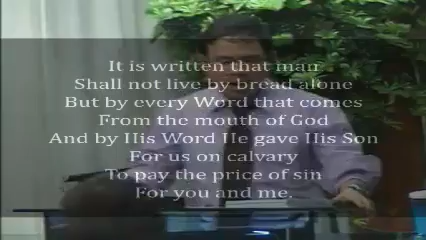 It is written that man
Shall not live by bread alone
But by every Word that comes
From the mouth of God
And by His Word He gave His Son
For us on calvary
To pay the price of sin
For you and me.